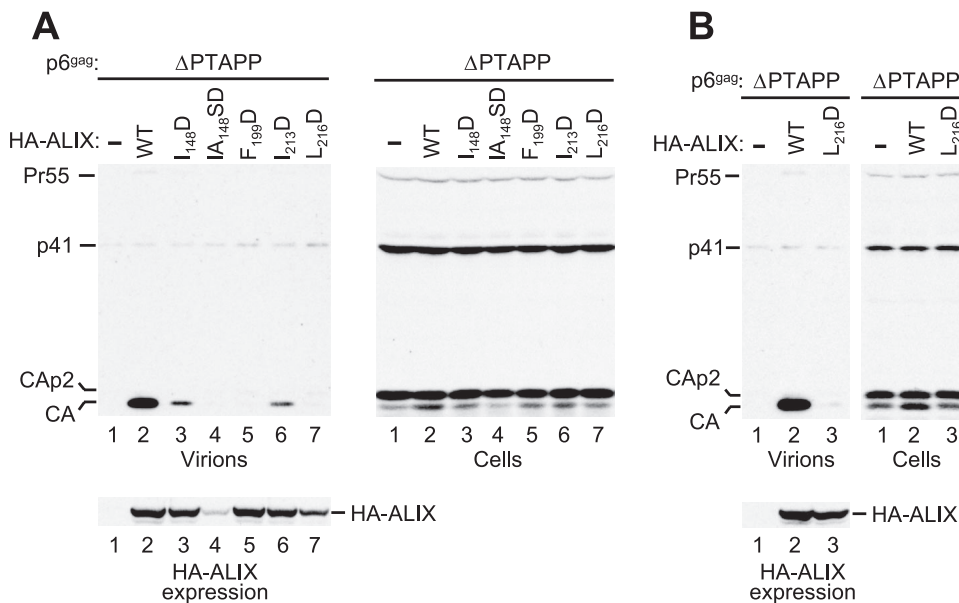 A
p6gag: ΔPTAPP ΔPTAPP
HA-ALIX: – WT I148D IA148SD F199D I213D L216D – WT I148D IA148SD F199D I213D L216D
Pr55
p41
CAp2
CA
1 2 3 4 5 6 7 1 2 3 4 5 6 7
Virions Cells
HA-ALIX
1 2 3 4 5 6 7
HA-ALIX
expression
B
p6gag: ΔPTAPP ΔPTAPP
HA-ALIX: – WT L216D – WT L216D
Pr55
p41
CAp2
CA
1 2 3 1 2 3
Virions Cells
HA-ALIX
1 2 3
HA-ALIX
expression